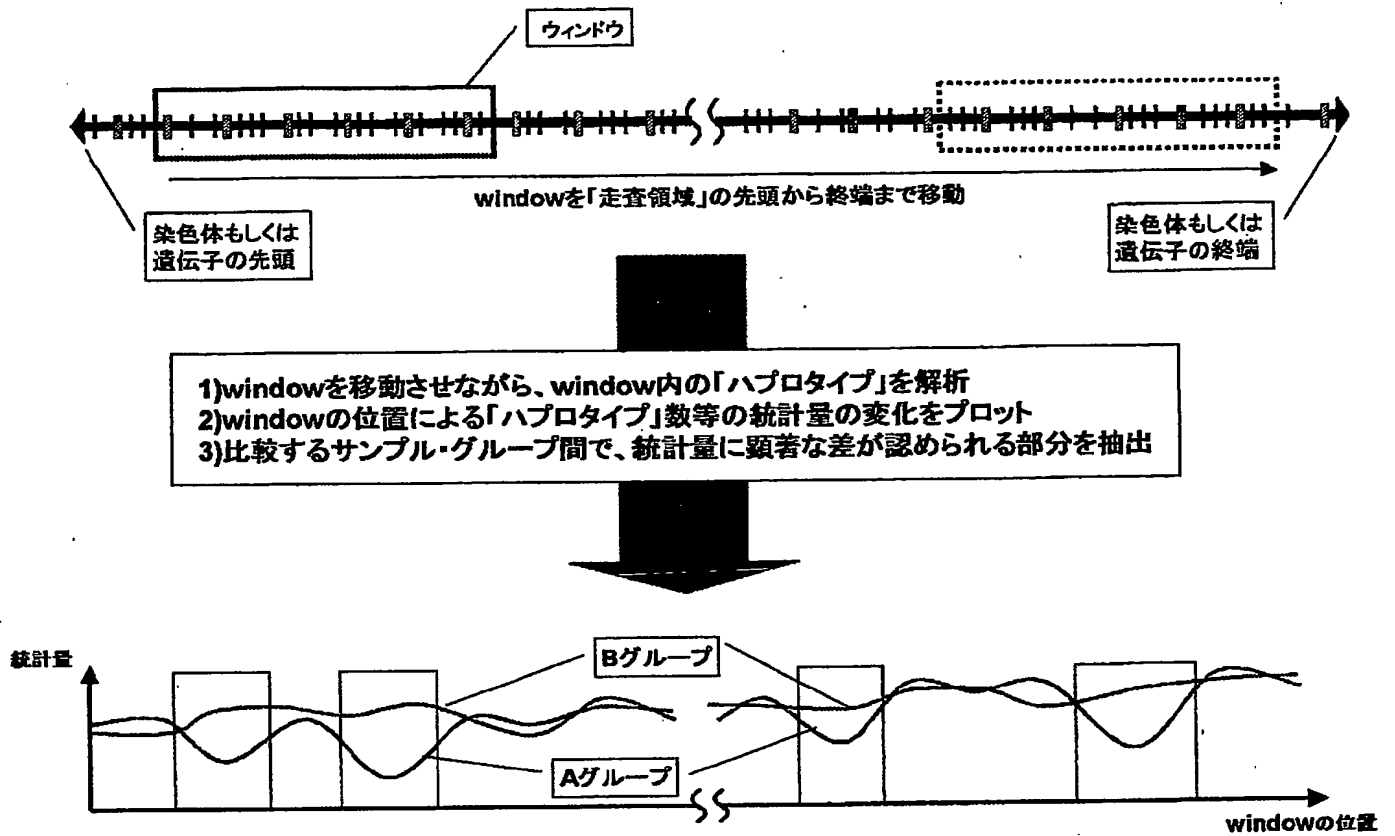 ウィンドウ
windowを「走査領域」の先頭から終端まで移動
染色体もしくは
遺伝子の先頭
染色体もしくは
遺伝子の終端
1)windowを移動させながら、window内の「ハプロタイプ」を解析
2)windowの位置による「ハプロタイプ」数等の統計量の変化をプロット
3)比較するサンプル・グループ間で、統計量に顕著な差が認められる部分を抽出
統計量
Bグループ
Aグループ
windowの位置